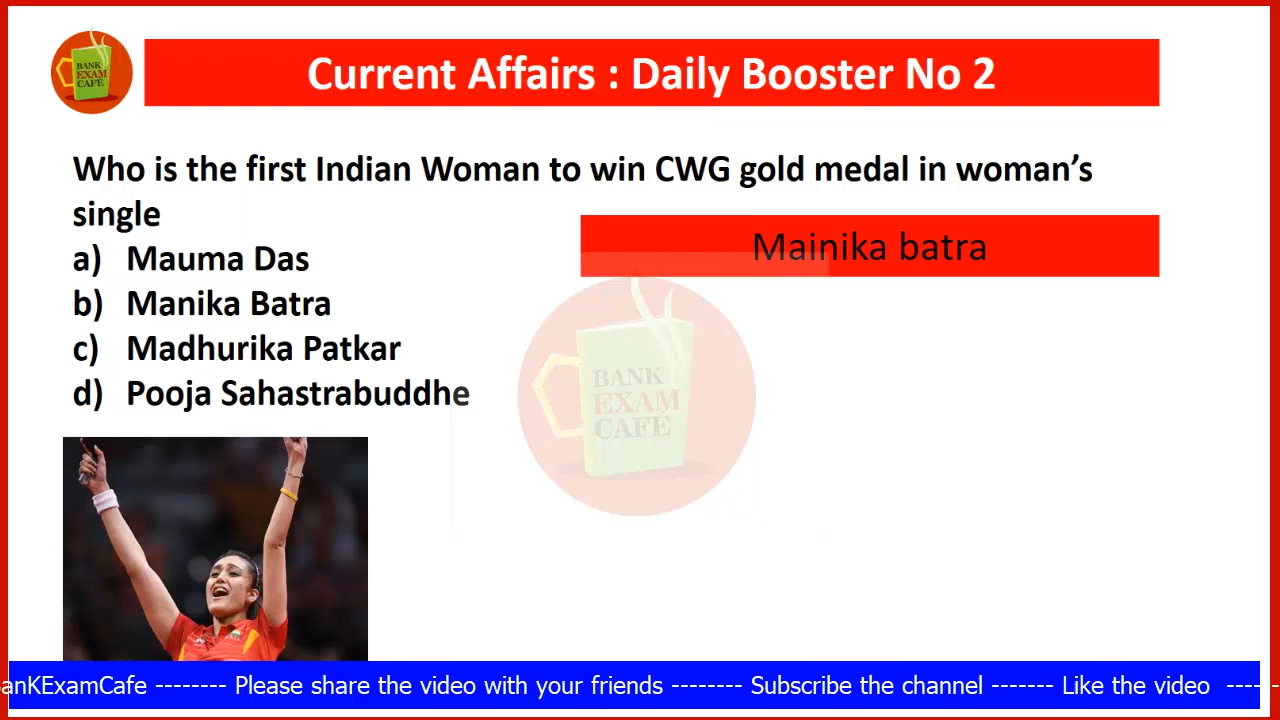 BANK
EXAM
CAFE
Current Affairs : Daily Booster No 2
Who is the first Indian Woman to win CWG gold medal in woman’s
single
Mainika batra
a) Mauma Das
b) Manika Batra
c) Madhurika Patkar
d) Pooja Sahastrabuddhe
BANK
EXAM
CAFE
anKExamCafe -------- Please share the video with your friends -------- Subscribe the channel ------- Like the video ---- -